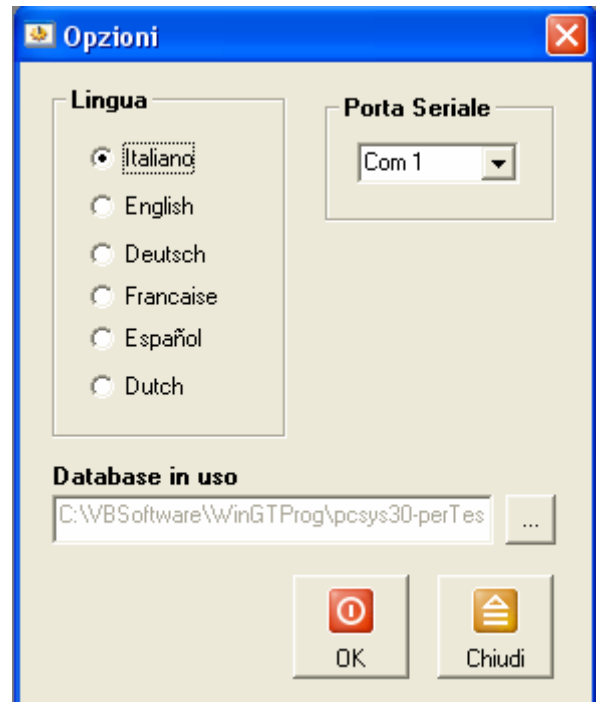 Opzioni
Lingua
Italiano
English
Deutsch
Francaise
Español
Dutch
Porta Seriale
Com 1
Database in uso
C:\VBSoftware\WinGTProg\pcsys30-perTes
...
OK
Chiudi